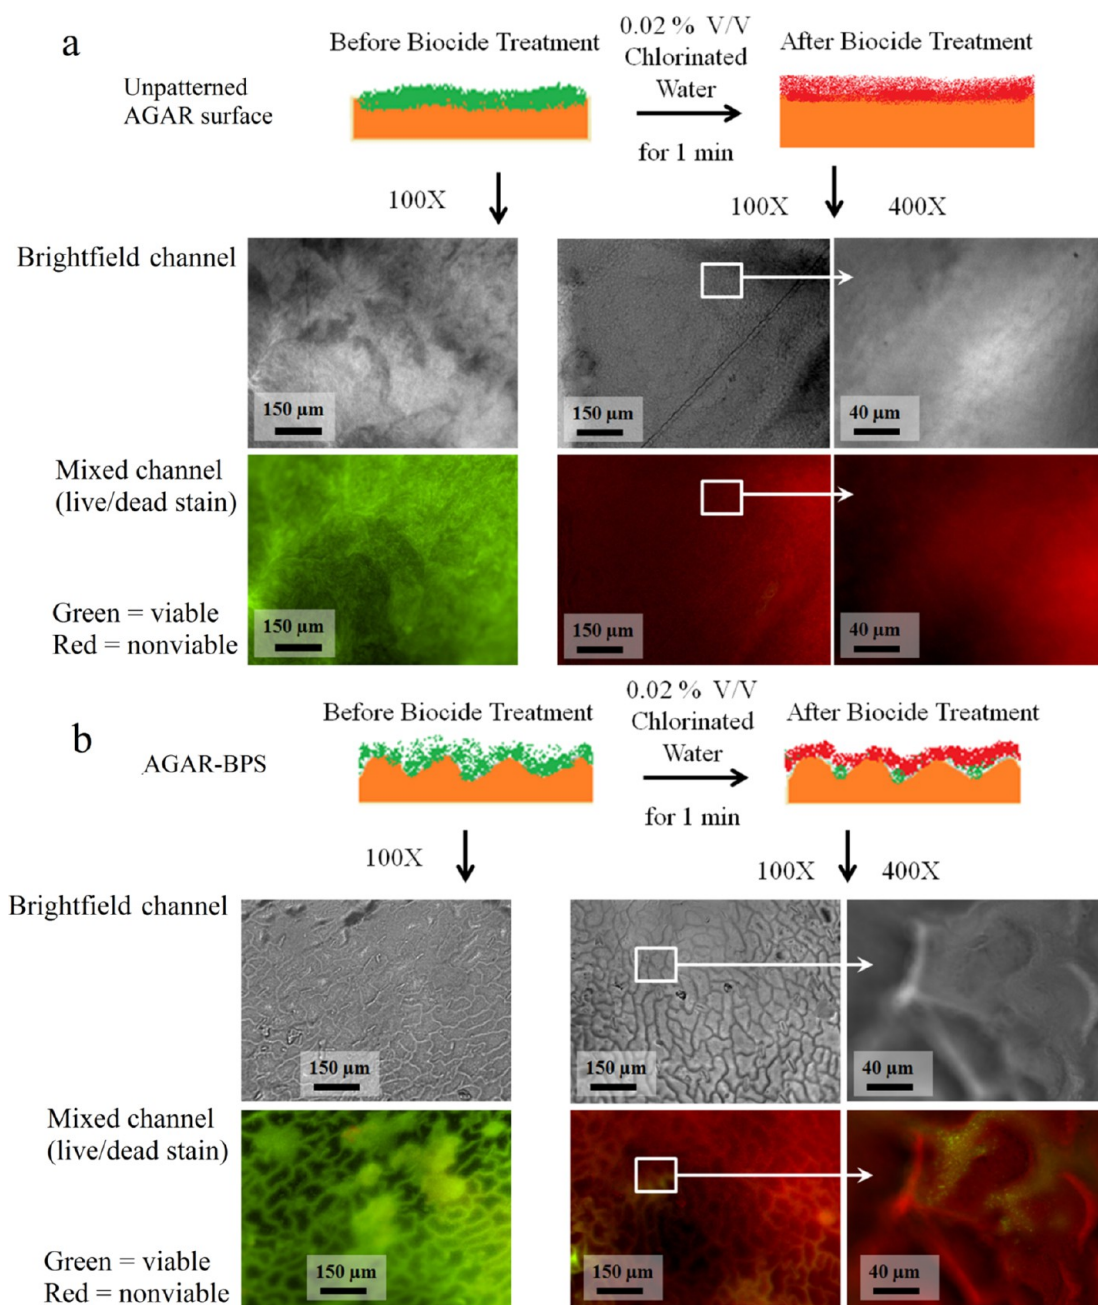 a
Before Biocide Treatment
0.02 % V/V
Chlorinated
Water
for 1 min
After Biocide Treatment
Unpatterned
AGAR surface
100X
100X
400X
Brightfield channel
150 µm
150 µm
40 µm
Mixed channel
(live/dead stain)
Green = viable
Red = nonviable
150 µm
150 µm
40 µm
b
Before Biocide Treatment
0.02 % V/V
Chlorinated
Water
for 1 min
After Biocide Treatment
AGAR-BPS
100X
100X
400X
Brightfield channel
150 µm
150 µm
40 µm
Mixed channel
(live/dead stain)
Green = viable
Red = nonviable
150 µm
150 µm
40 µm